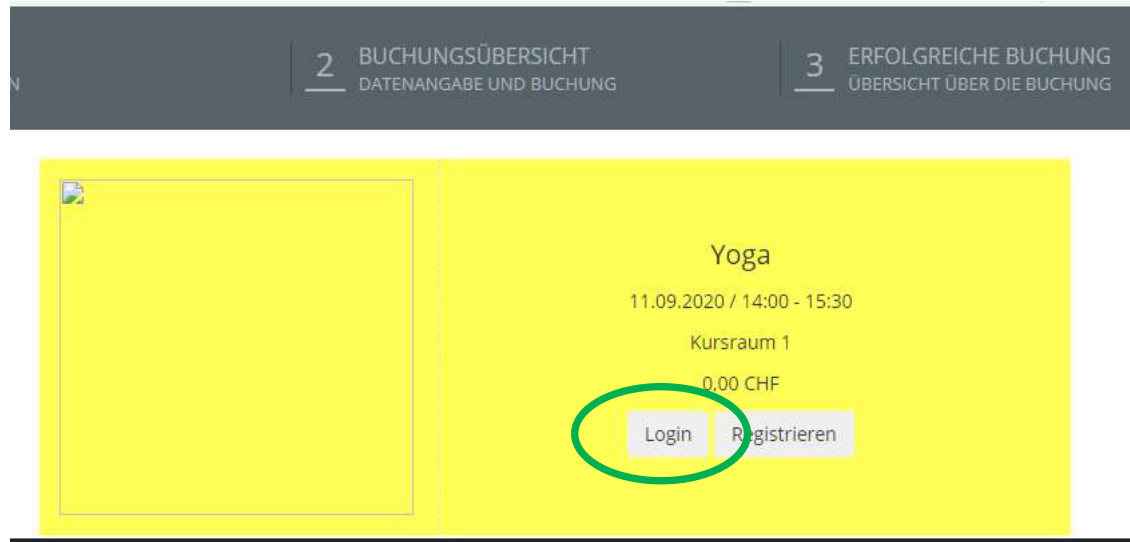 2 BUCHUNGSÜBERSICHT
DATENANGABE UND BUCHUNG
3 ERFOLGREICHE BUCHUNG
ÜBERSICHT ÜBER DIE BUCHUNG
N
Yoga
11.09.2020 / 14:00 - 15:30
Kursraum 1
0,00 CHF
Login Registrieren